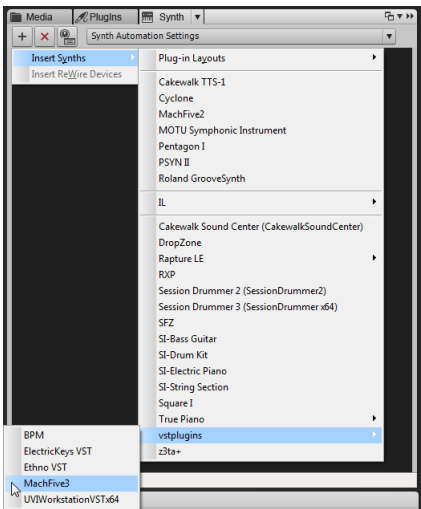 Media PlugIns Synth
Synth Automation Settings
Insert Synths
Insert ReWire Devices
Plug-in Layouts
Cakewalk TTS-1
Cyclone
MachFive2
MOTU Symphonic Instrument
Pentagon I
PSYN II
Roland GrooveSynth
IL
Cakewalk Sound Center (CakewalkSoundCenter)
DropZone
Rapture LE
RXP
Session Drummer 2 (SessionDrummer2)
Session Drummer 3 (SessionDrummer x64)
SFZ
SI-Bass Guitar
SI-Drum Kit
SI-Electric Piano
SI-String Section
Square I
True Piano
vstplugins
z3ta+
BPM
ElectricKeys VST
Ethno VST
MachFive3
UVIWorkstationVSTx64